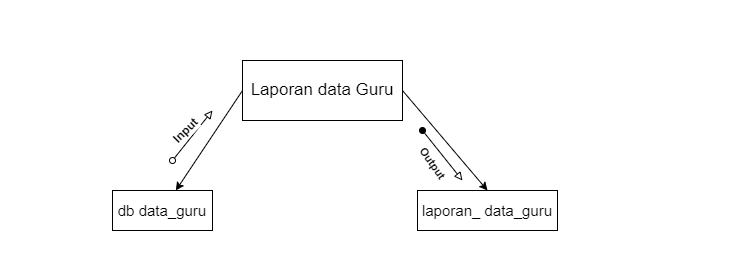 Laporan data Guru
Input
Output
db data_guru
laporan_ data_guru